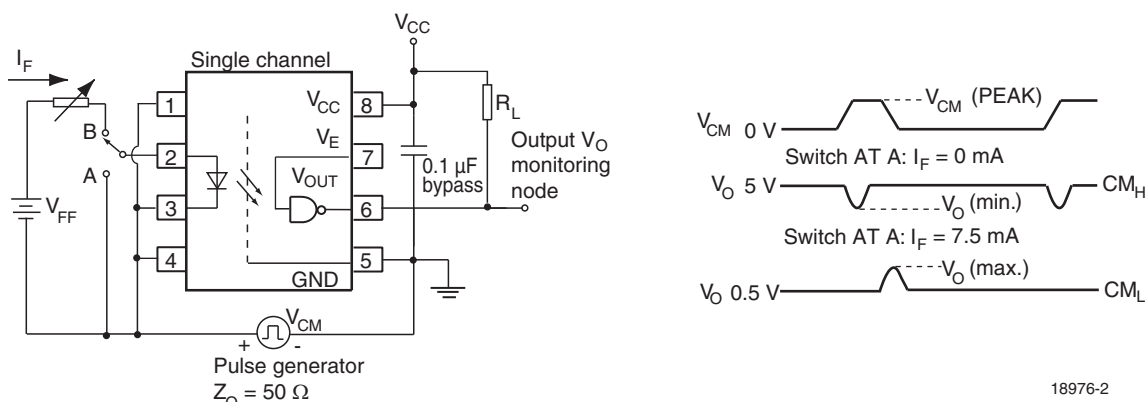 V_CC
I_F
Single channel
1
V_CC
8
R_L
B
V_E
Output V_O
monitoring
node
2
7
0.1 µF
bypass
A
V_OUT
V_FF
3
6
4
GND
5
V_CM
+
-
Pulse generator
Z_O = 50 Ω
V_CM (PEAK)
V_CM 0 V
Switch AT A: I_F = 0 mA
V_O 5 V
CM_H
V_O (min.)
Switch AT A: I_F = 7.5 mA
V_O (max.)
V_O 0.5 V
CM_L
18976-2